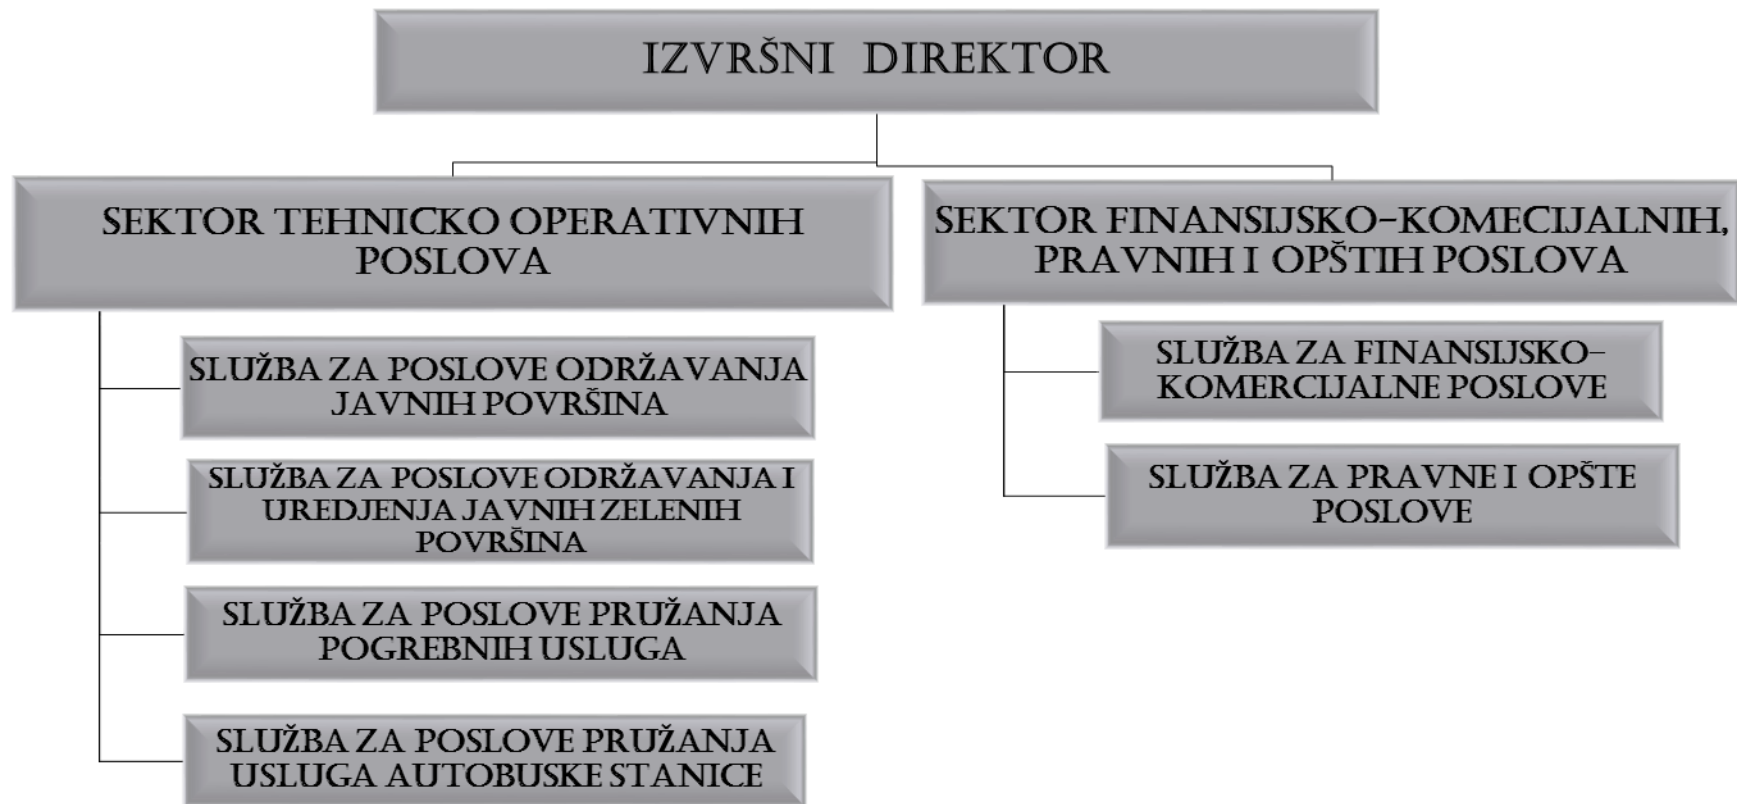 IZVRŠNI DIREKTOR
SEKTOR TEHNICKO OPERATIVNIH
POSLOVA
SLUŽBA ZA POSLOVE ODRŽAVANJA
JAVNIH POVRŠINA
SLUŽBA ZA POSLOVE ODRŽAVANJA I
UREDJENJA JAVNIH ZELENIH
POVRŠINA
SLUŽBA ZA POSLOVE PRUŽANJA
POGREBNIH USLUGA
SLUŽBA ZA POSLOVE PRUŽANJA
USLUGA AUTOBUSKE STANICE
SEKTOR FINANSIJSKO-KOMECIJALNIH,
PRAVNIH I OPŠTIH POSLOVA
SLUŽBA ZA FINANSIJSKO-
KOMERCIJALNE POSLOVE
SLUŽBA ZA PRAVNE I OPŠTE
POSLOVE